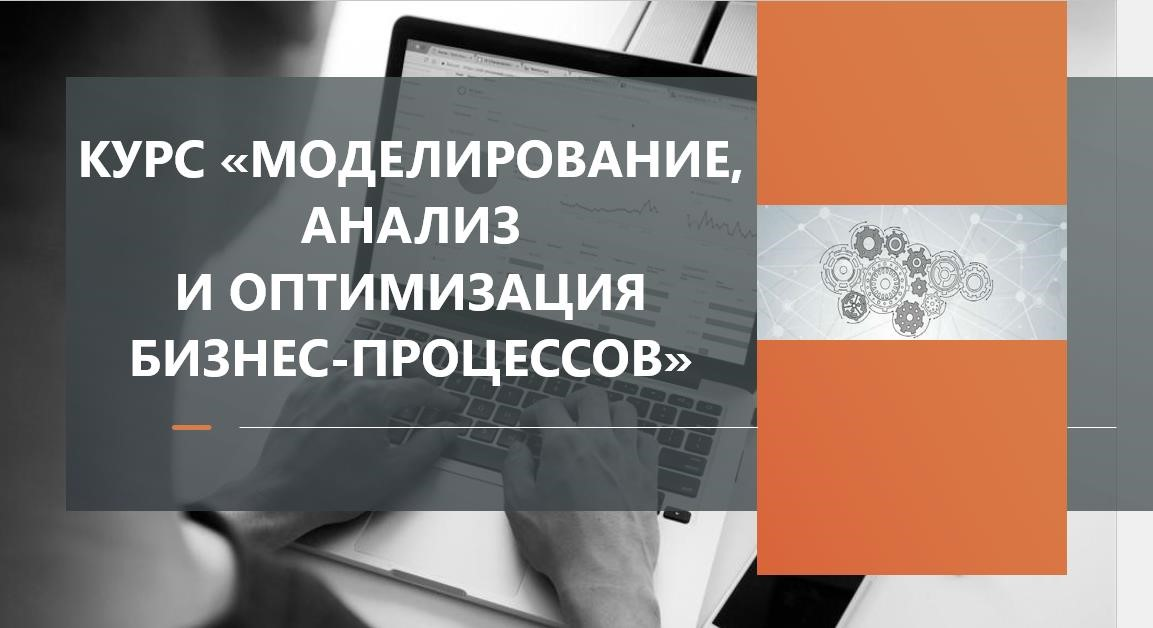 КУРС «МОДЕЛИРОВАНИЕ,
АНАЛИЗ
И ОПТИМИЗАЦИЯ
БИЗНЕС-ПРОЦЕССОВ»